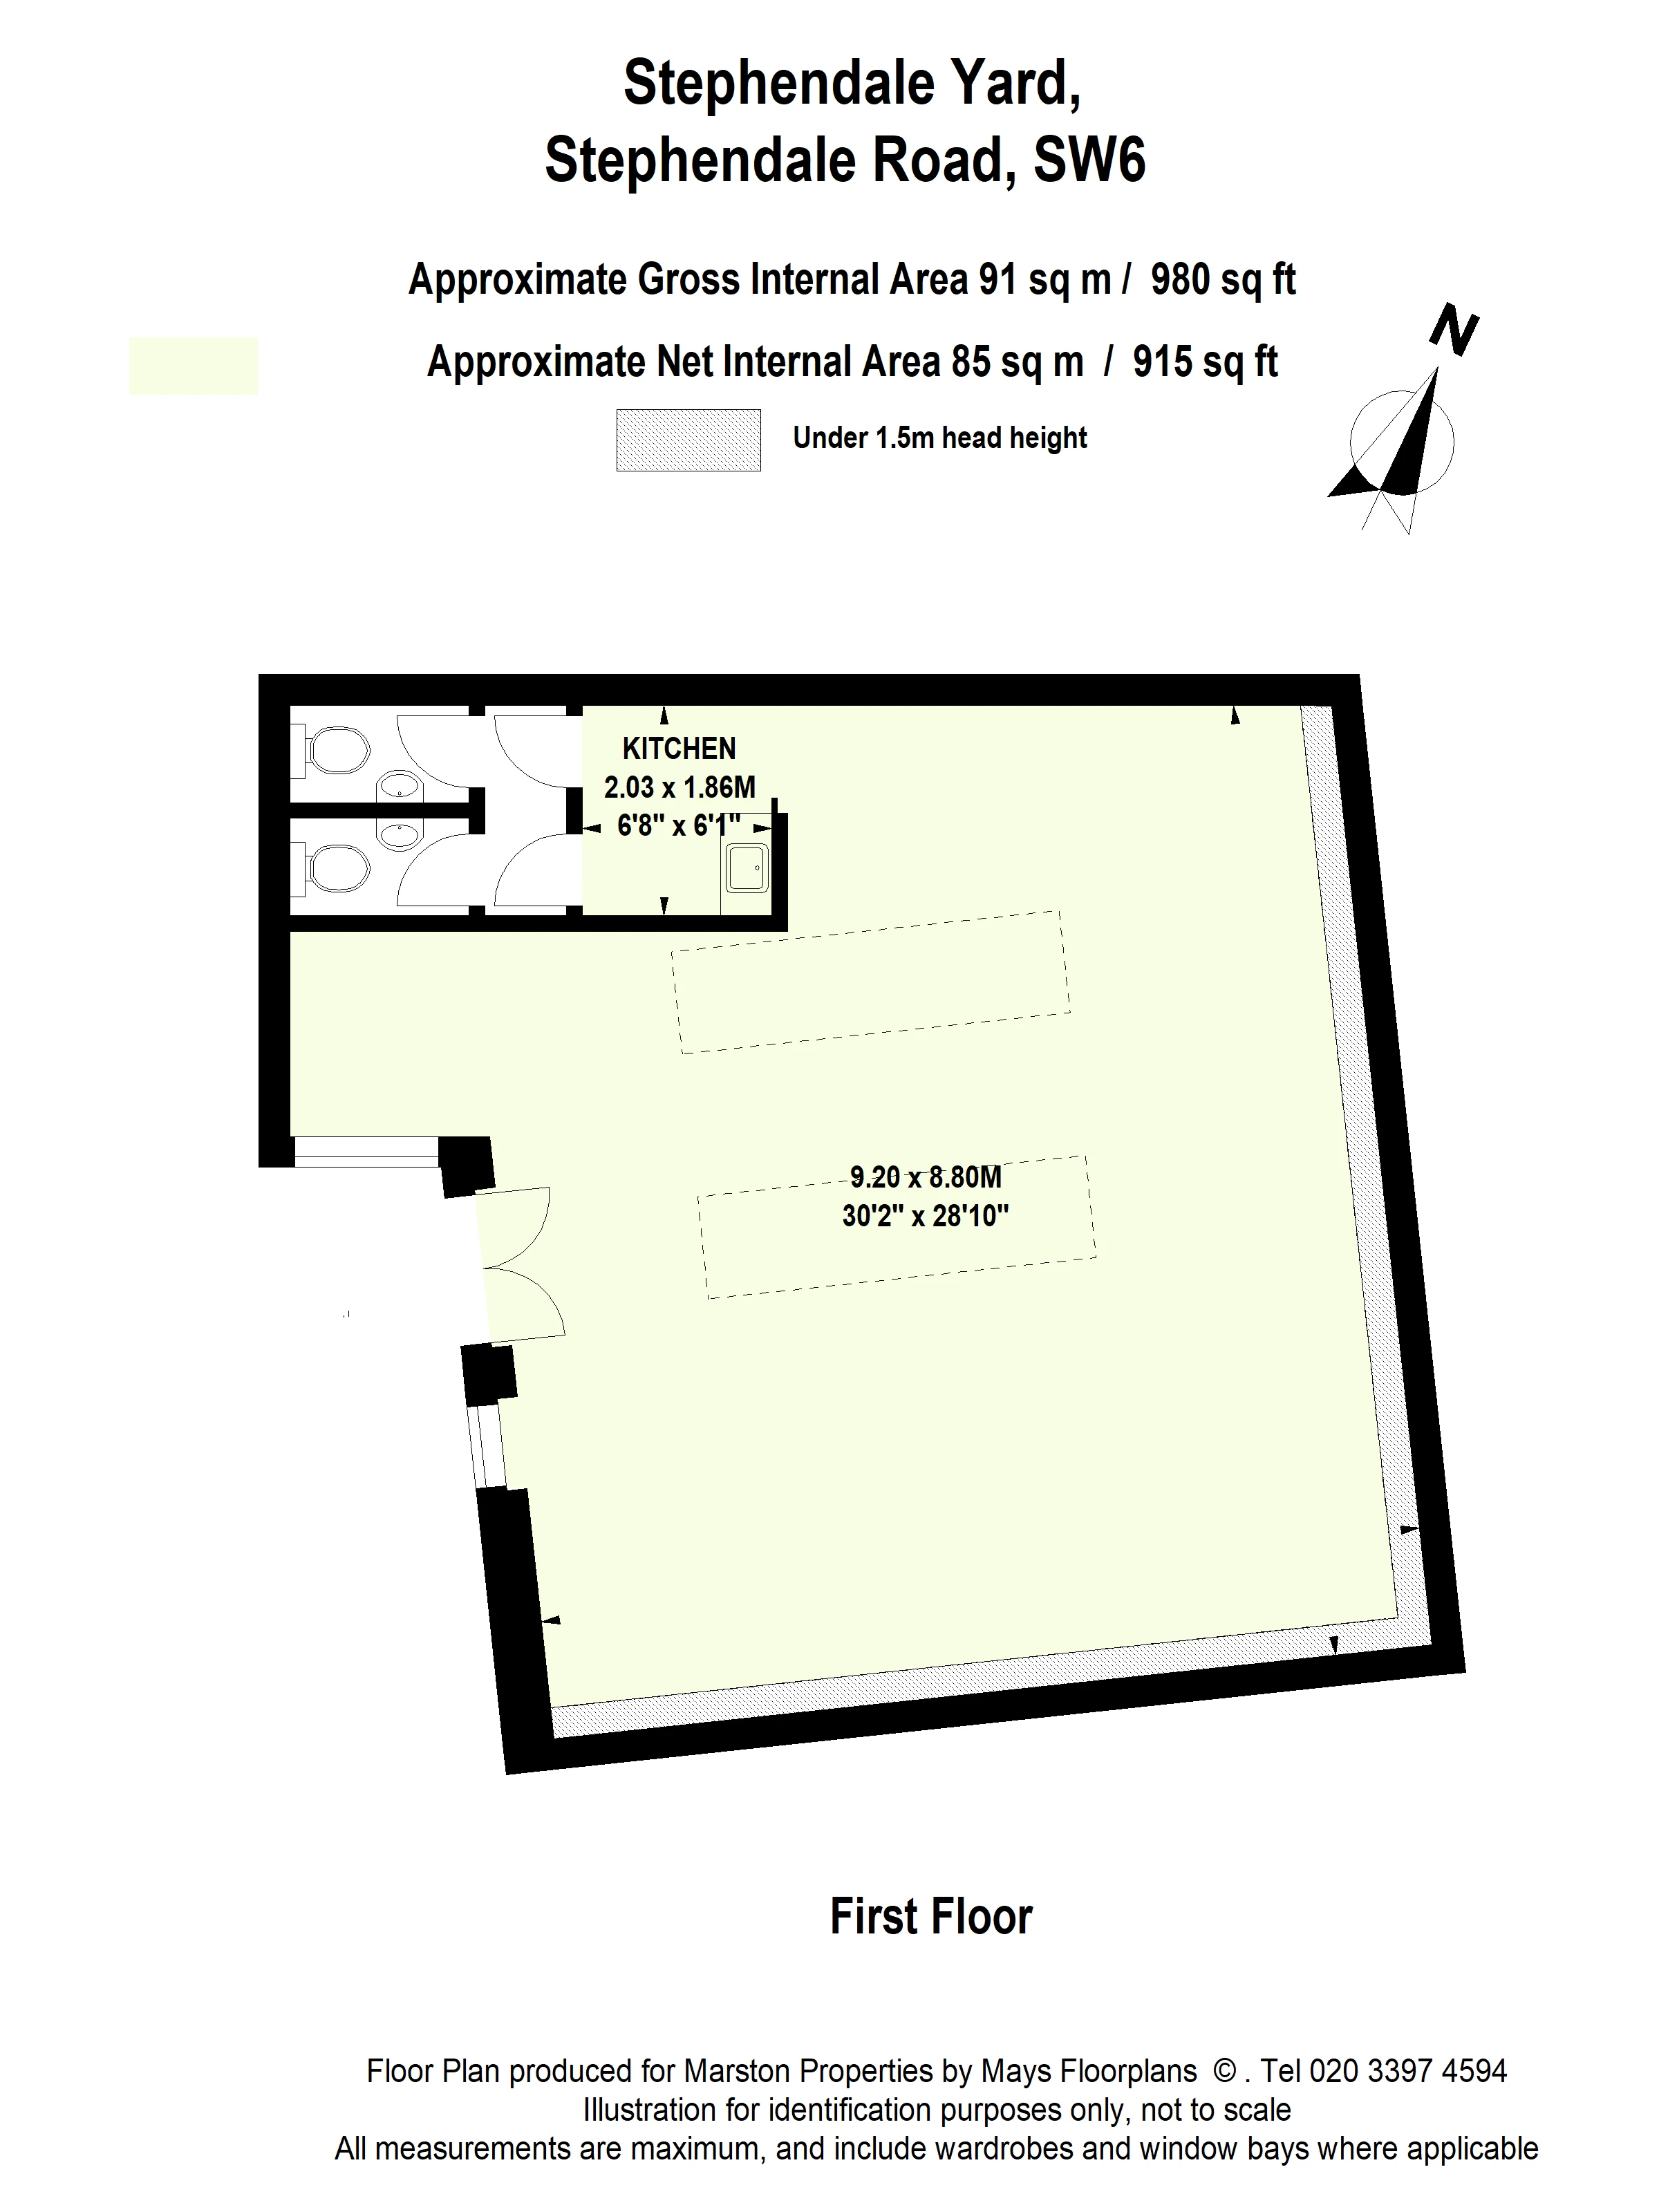 Stephendale Yard,
Stephendale Road, SW6
Approximate Gross Internal Area 91 sq m / 980 sq ft
N
Approximate Net Internal Area 85 sq m / 915 sq ft
Under 1.5m head height
KITCHEN
2.03 x 1.86M
6'8" x 6'1"
9.20 x 8.80M
30'2" x 28'10"
First Floor
Floor Plan produced for Marston Properties by Mays Floorplans © . Tel 020 3397 4594
Illustration for identification purposes only, not to scale
All measurements are maximum, and include wardrobes and window bays where applicable